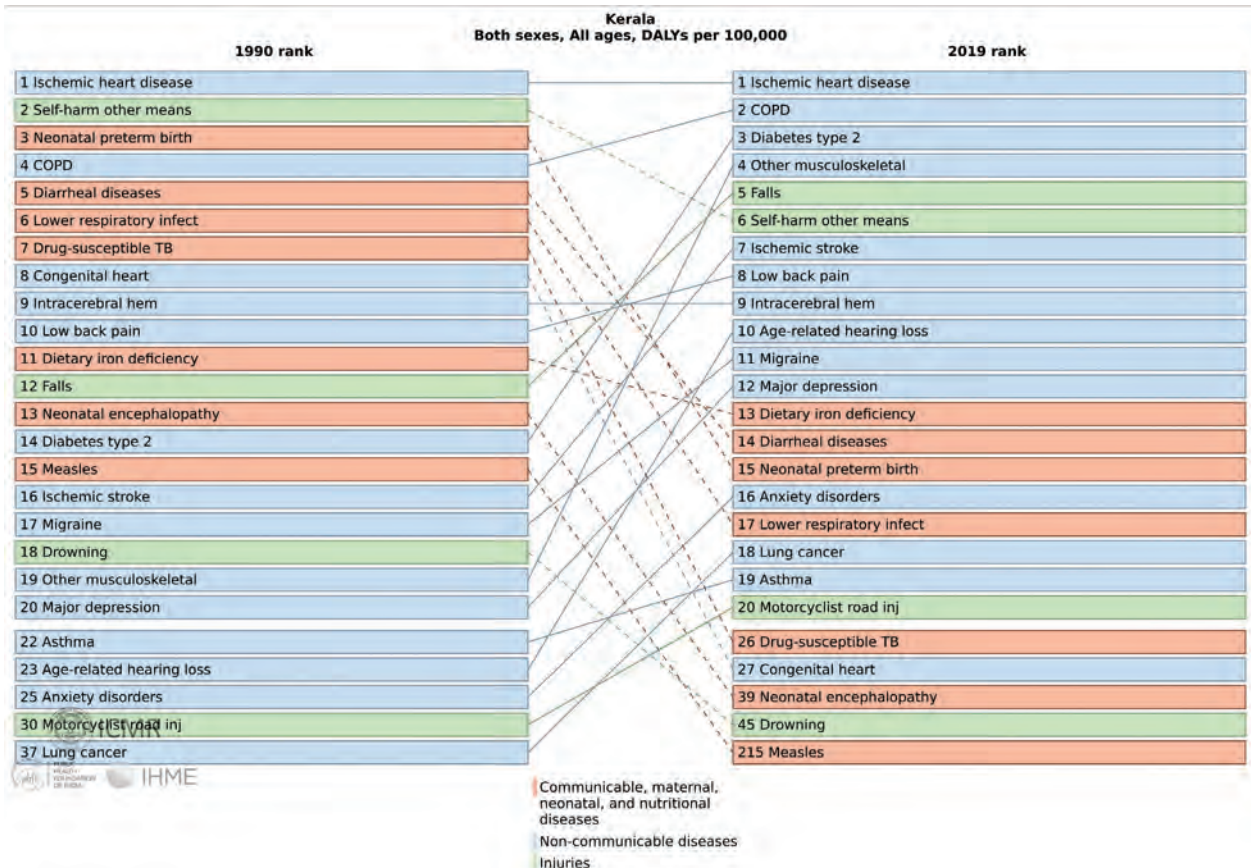 Kerala
Both sexes, All ages, DALYs per 100,000
1990 rank
1 Ischemic heart disease
2 Self-harm other means
3 Neonatal preterm birth
4 COPD
5 Diarrheal diseases
6 Lower respiratory infect
7 Drug-susceptible TB
8 Congenital heart
9 Intracerebral hem
10 Low back pain
11 Dietary iron deficiency
12 Falls
13 Neonatal encephalopathy
14 Diabetes type 2
15 Measles
16 Ischemic stroke
17 Migraine
18 Drowning
19 Other musculoskeletal
20 Major depression
22 Asthma
23 Age-related hearing loss
25 Anxiety disorders
30 Motorcyclist road inj
37 Lung cancer
2019 rank
1 Ischemic heart disease
2 COPD
3 Diabetes type 2
4 Other musculoskeletal
5 Falls
6 Self-harm other means
7 Ischemic stroke
8 Low back pain
9 Intracerebral hem
10 Age-related hearing loss
11 Migraine
12 Major depression
13 Dietary iron deficiency
14 Diarrheal diseases
15 Neonatal preterm birth
16 Anxiety disorders
17 Lower respiratory infect
18 Lung cancer
19 Asthma
20 Motorcyclist road inj
26 Drug-susceptible TB
27 Congenital heart
39 Neonatal encephalopathy
45 Drowning
215 Measles
ICMR
PUBLIC
HEALTH
FOUNDATION
OF INDIA
IHME
Communicable, maternal,
neonatal, and nutritional
diseases
Non-communicable diseases
Injuries